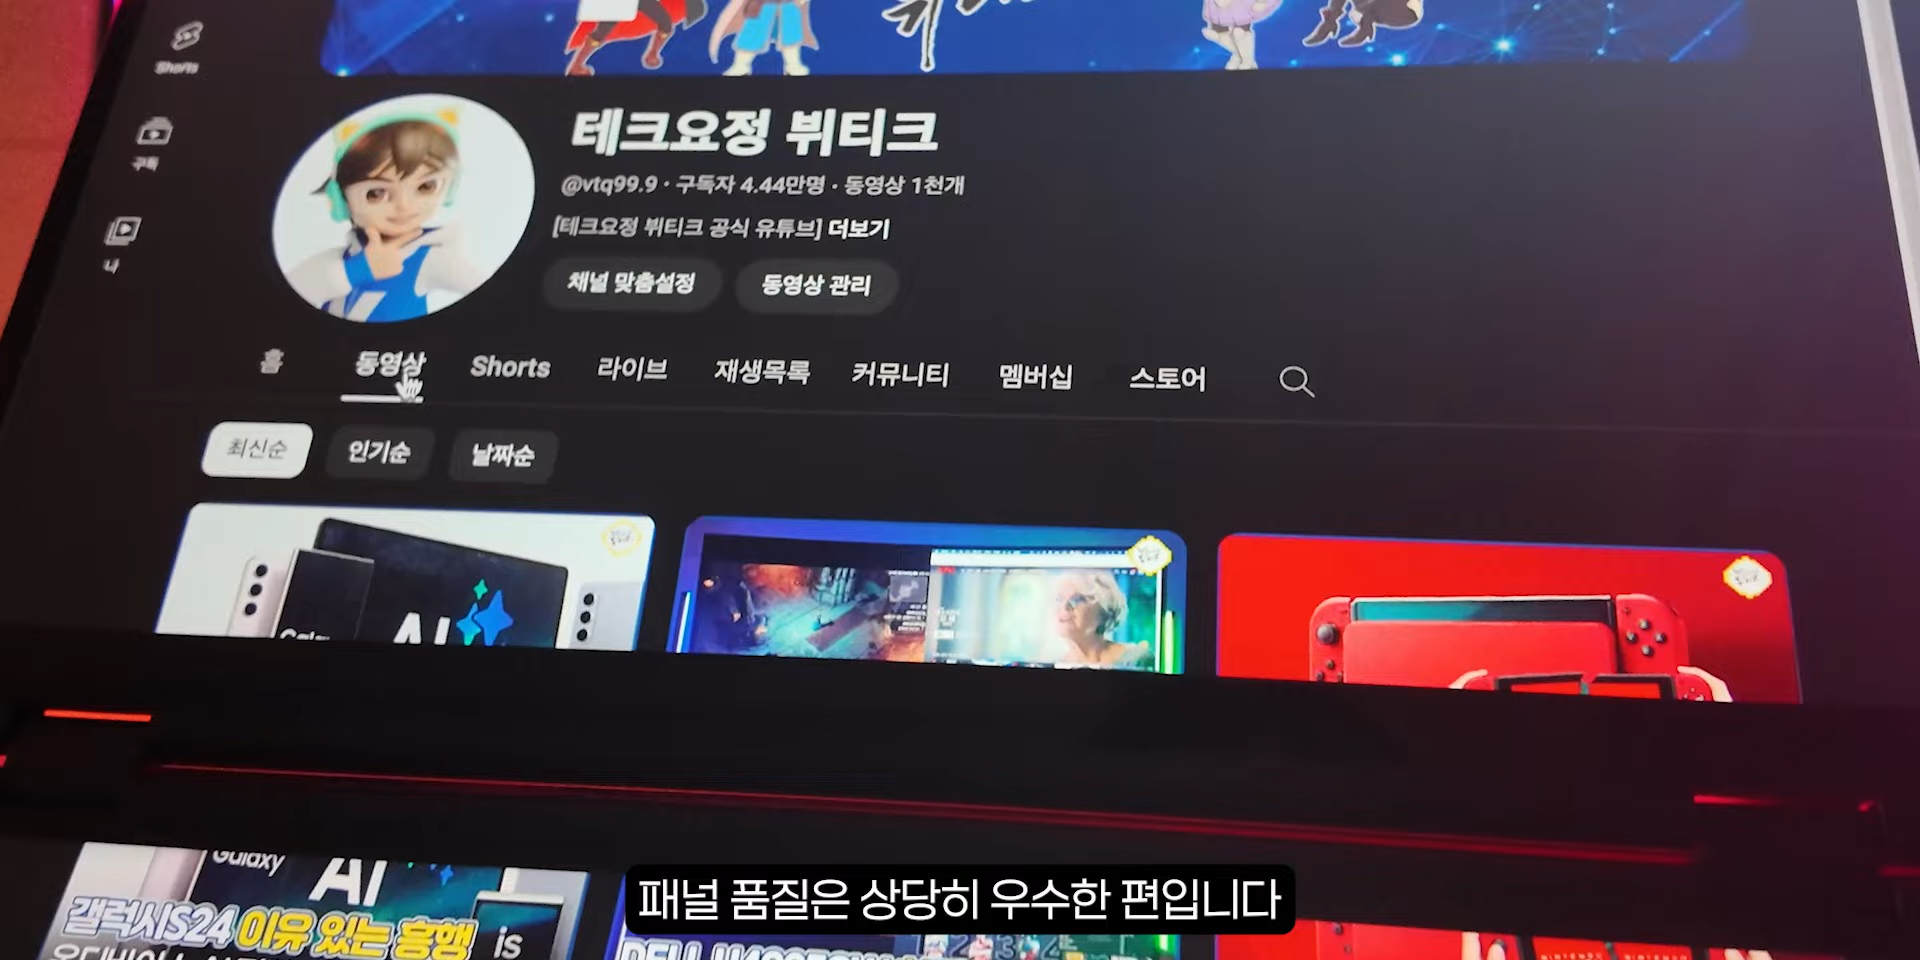 Shorts
테크요정 뷔티크
구독
@vtq99.9 · 구독자 4.44만명 · 동영상 1천개
[테크요정 뷔티크 공식 유튜브] 더보기
나
채널 맞춤설정 동영상 관리
홈 동영상 Shorts 라이브 재생목록 커뮤니티 멤버십 스토어
최신순 인기순 날짜순
AI
Galaxy AI
갤럭시S24 이유 있는 흥행
is
패널 품질은 상당히 우수한 편입니다